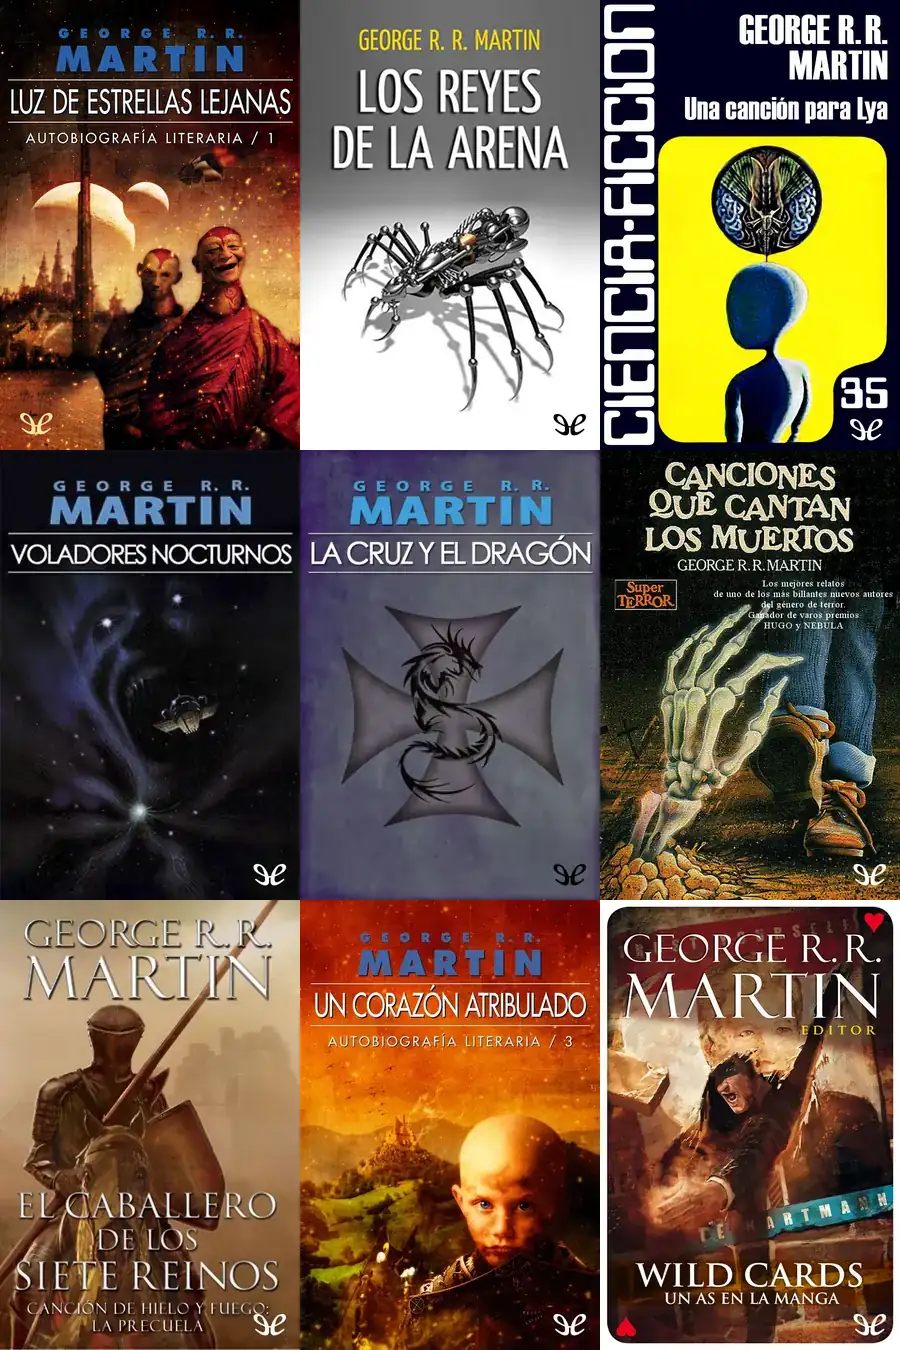 GEORGE R. R.
MARTIN
LUZ DE ESTRELLAS LEJANAS
AUTOBIOGRAFÍA LITERARIA / 1
GEORGE R. R. MARTIN
LOS REYES
DE LA ARENA
CIENCIA-FICCION
GEORGE R. R.
MARTIN
Una canción para Lya
35
GEORGE R. R.
MARTIN
VOLADORES NOCTURNOS
GEORGE R. R.
MARTIN
LA CRUZ Y EL DRAGÓN
CANCIONES
QUE CANTAN
LOS MUERTOS
GEORGE R. R. MARTIN
Super
TERROR
Los mejores relatos
de uno de los más billantes nuevos autores
del género de terror.
Ganador de varos premios
HUGO y NEBULA
GEORGE R. R.
MARTIN
EL CABALLERO
DE LOS
SIETE REINOS
CANCIÓN DE HIELO Y FUEGO:
LA PRECUELA
GEORGE R. R.
MARTIN
UN CORAZÓN ATRIBULADO
AUTOBIOGRAFÍA LITERARIA / 3
GEORGE R. R.
MARTIN
EDITOR
HARTMANN
WILD CARDS
UN AS EN LA MANGA